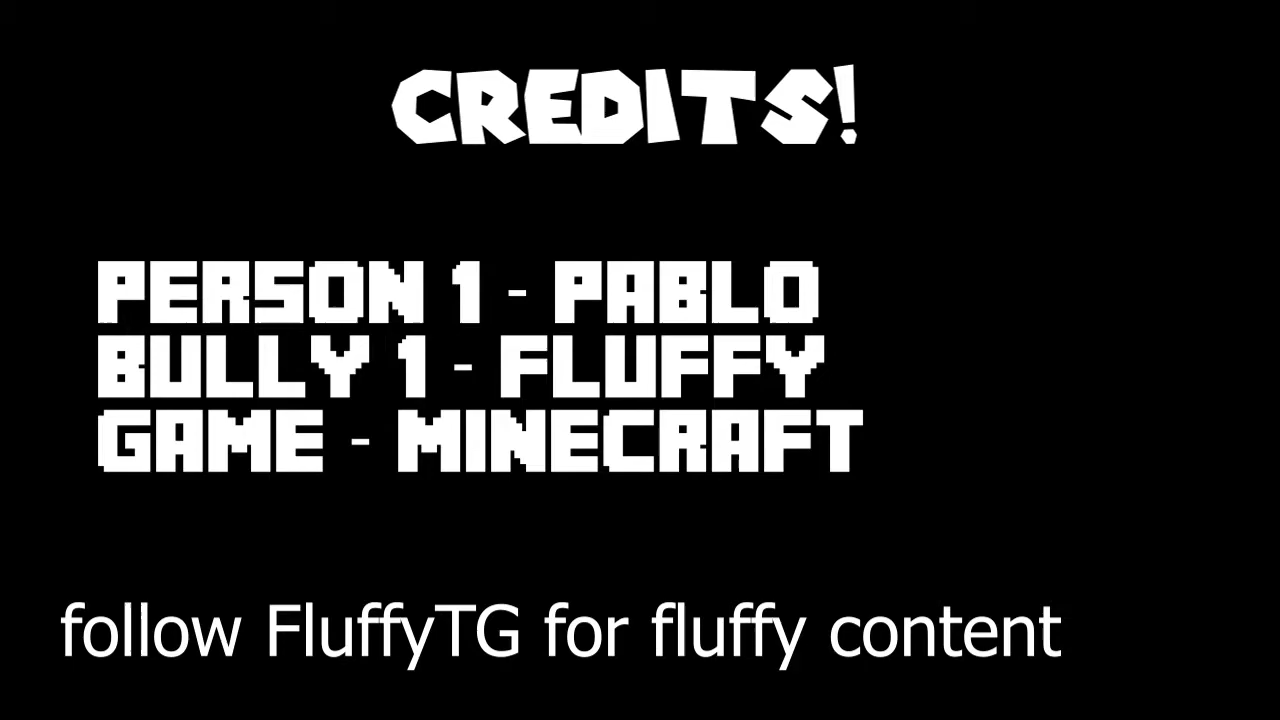 CREDITS!
PERSON 1 - PABLO
BULLY 1 - FLUFFY
GAME - MINECRAFT
follow FluffyTG for fluffy content